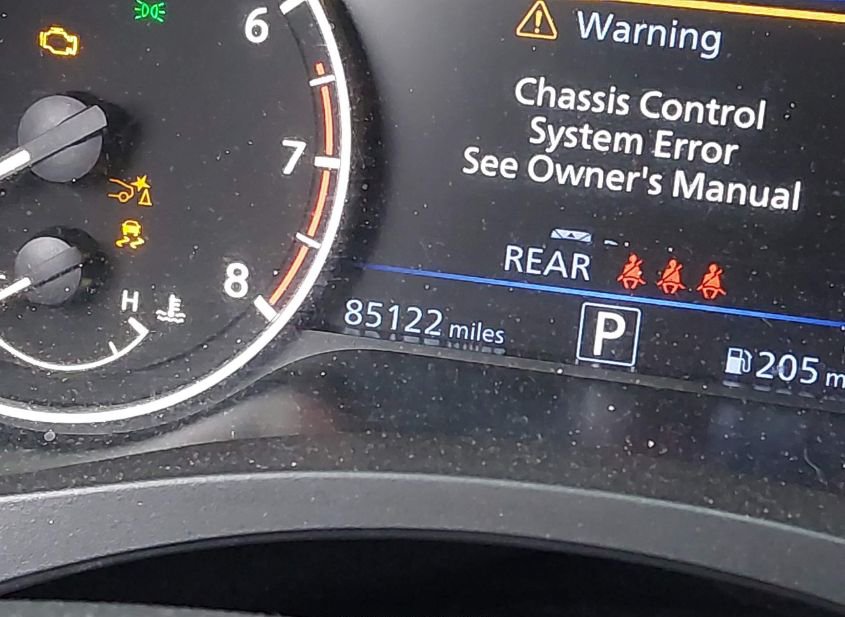 6
Warning
Chassis Control
System Error
See Owner's Manual
7
REAR
8
H
85122 miles
P
205 m